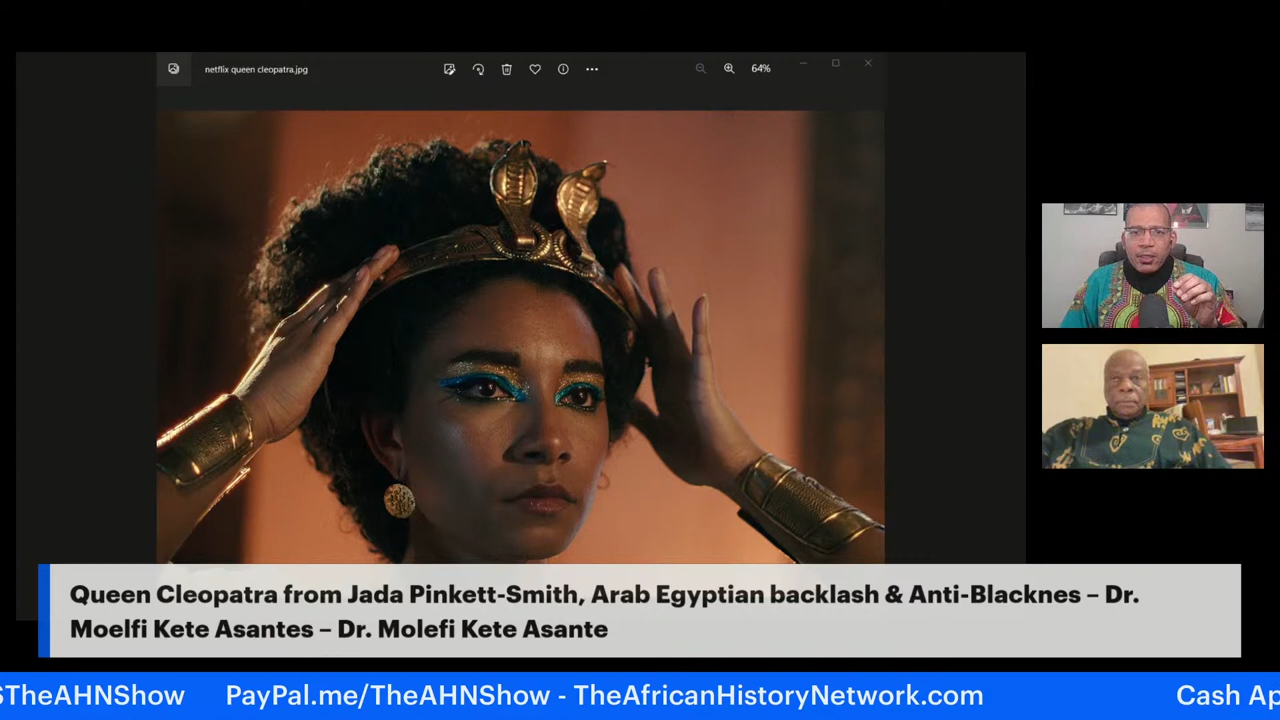 netflix queen cleopatra.jpg
64%
Queen Cleopatra from Jada Pinkett-Smith, Arab Egyptian backlash & Anti-Blacknes – Dr.
Moelfi Kete Asantes – Dr. Molefi Kete Asante
$TheAHNShow PayPal.me/TheAHNShow - TheAfricanHistoryNetwork.com Cash Ap